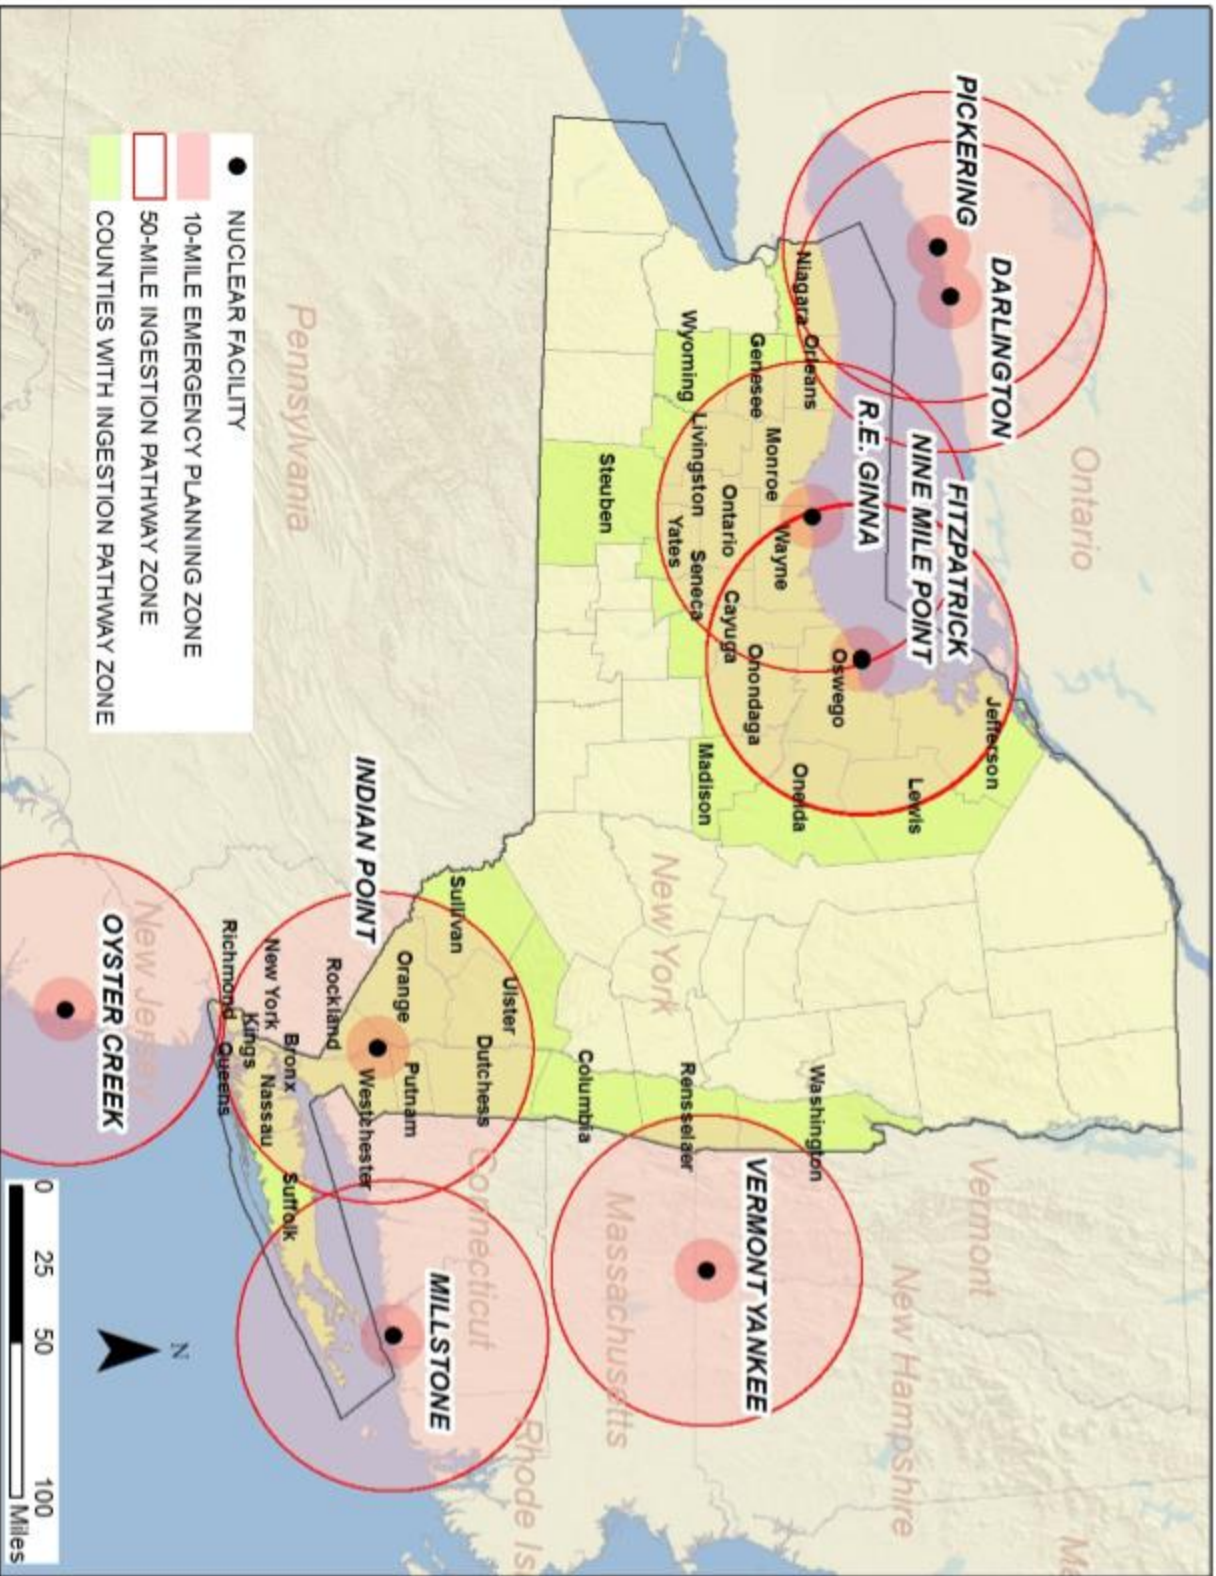 PICKERING
DARLINGTON
Ontario
FITZPATRICK
NINE MILE POINT
R.E. GINNA
Niagara
Orleans
Genesee
Wyoming
Monroe
Livingston
Ontario
Wayne
Yates
Seneca
Cayuga
Onondaga
Oswego
Jefferson
Lewis
Oneida
Madison
Steuben
New York
Washington
Rensselaer
Columbia
VERMONT YANKEE
Vermont
New Hampshire
Massachusetts
Connecticut
Rhode Is
Ma
Sullivan
Ulster
Dutchess
Orange
Putnam
INDIAN POINT
Rockland
Westchester
New York
Bronx
Richmond
Kings
Queens
Nassau
Suffolk
MILLSTONE
Pennsylvania
New Jersey
OYSTER CREEK
NUCLEAR FACILITY
10-MILE EMERGENCY PLANNING ZONE
50-MILE INGESTION PATHWAY ZONE
COUNTIES WITH INGESTION PATHWAY ZONE
N
0 25 50 100
Miles